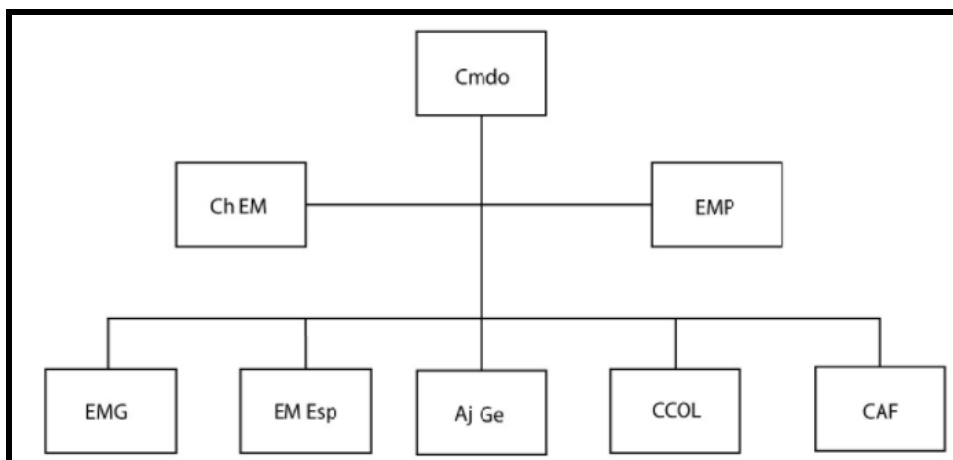 Cmdo
Ch EM
EMP
EMG
EM Esp
Aj Ge
CCOL
CAF